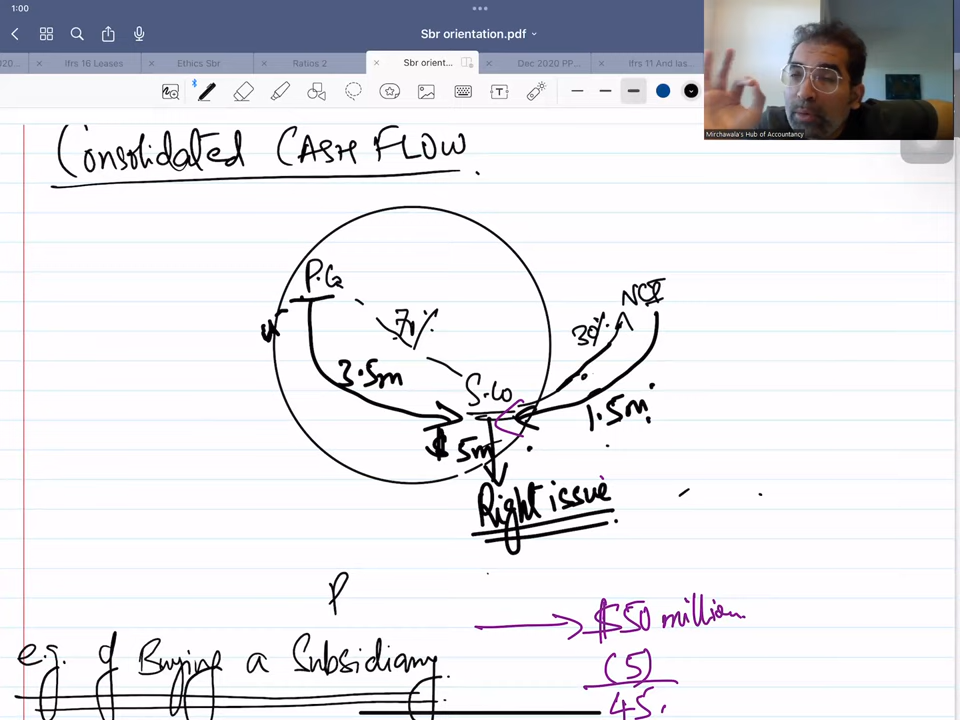 1:00
Sbr orientation.pdf
Ifrs 16 Leases
Ethics Sbr
Ratios 2
Sbr orient...
Dec 2020 PP...
Ifrs 11 And las...
Mirchawala's Hub of Accountancy
Consolidated CASH FLOW
P.Co
NCI
70%
30%
3.5m
S.Co
1.5m
$5m
Right issue
P
$50 million
e.g. of Buying a Subsidiary
(5)
45